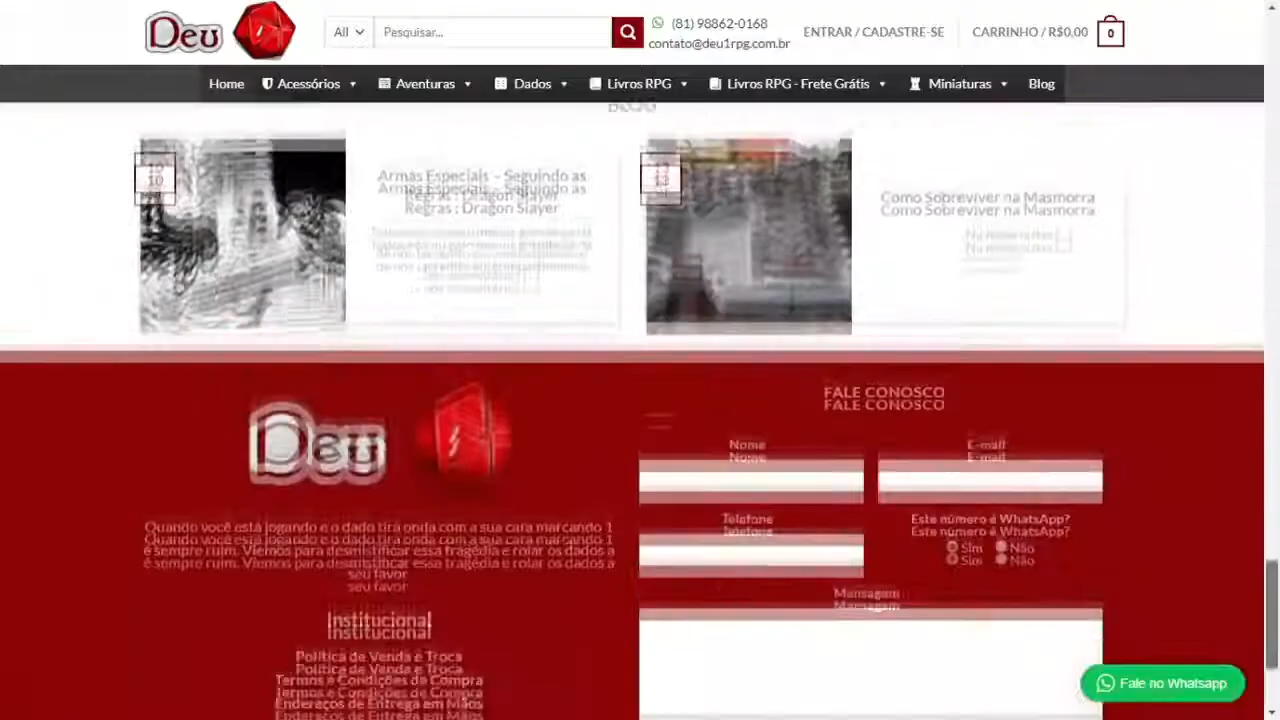 Deu
All
Pesquisar...
(81) 98862-0168
contato@deu1rpg.com.br
ENTRAR / CADASTRE-SE
CARRINHO / R$0,00
0
Home
Acessórios
Aventuras
Dados
Livros RPG
Livros RPG - Frete Grátis
Miniaturas
Blog
BLOG
Armas Especiais – Seguindo as
Regras : Dragon Slayer
Como Sobreviver na Masmorra
Deu
Quando você está jogando e o dado tira onda com a sua cara marcando 1
é sempre ruim. Viemos para desmistificar essa tragédia e rolar os dados a
seu favor
Institucional
Política de Venda e Troca
Termos e Condições da Compra
Endereços de Entrega em Mãos
FALE CONOSCO
Nome
E-mail
Telefone
Este número é WhatsApp?
Sim
Não
Mensagem
Fale no Whatsapp